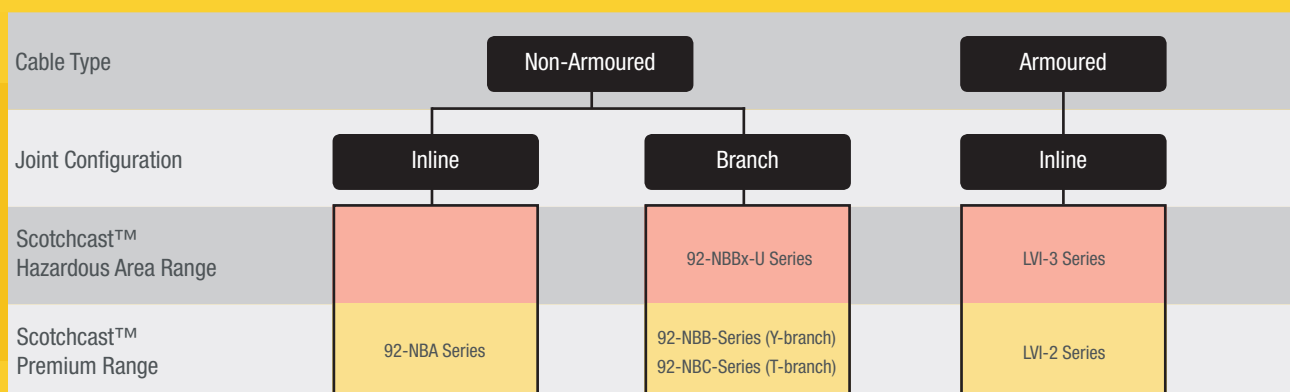 Cable Type
Non-Armoured
Armoured
Joint Configuration
Inline
Branch
Inline
Scotchcast™
Hazardous Area Range
92-NBBx-U Series
LVI-3 Series
Scotchcast™
Premium Range
92-NBA Series
92-NBB-Series (Y-branch)
92-NBC-Series (T-branch)
LVI-2 Series